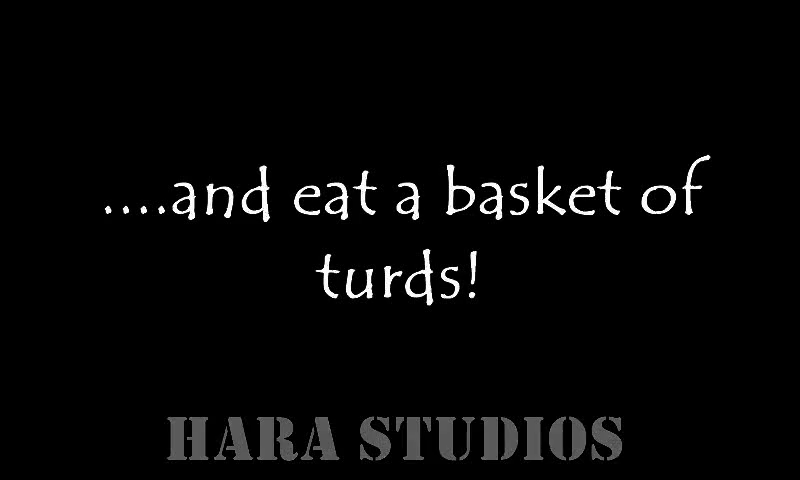 ....and eat a basket of
turds!
HARA STUDIOS